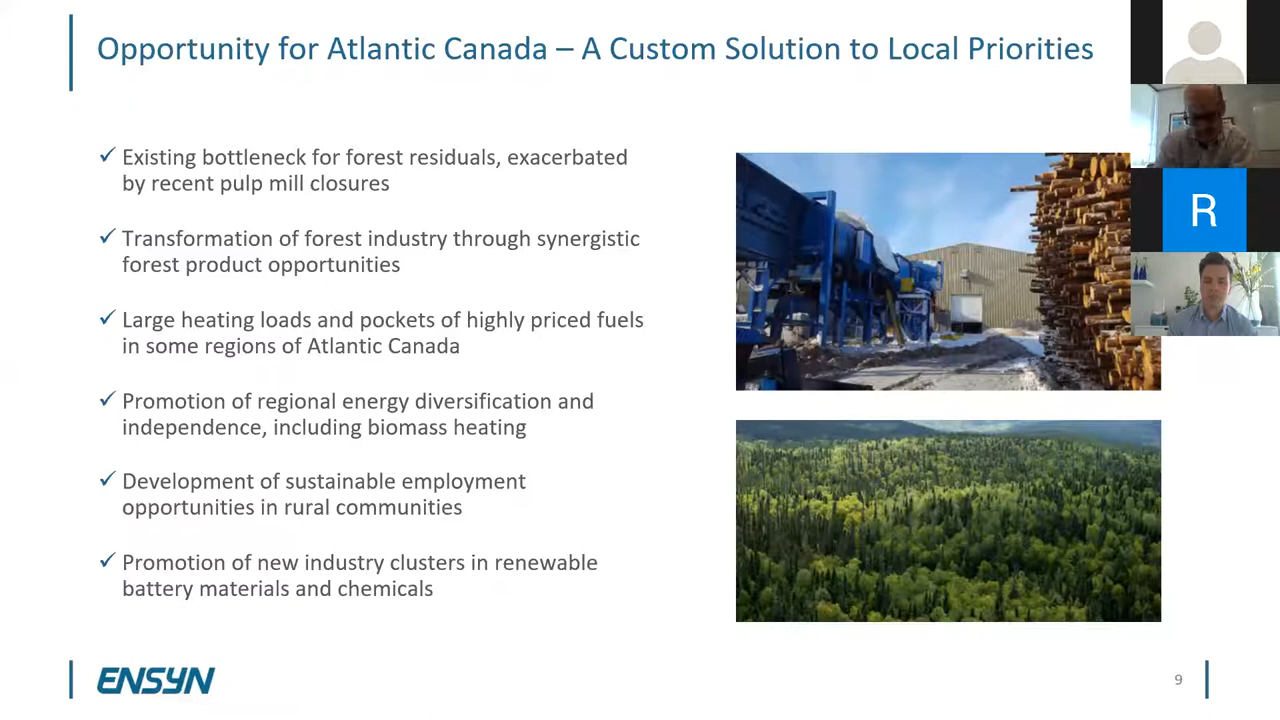 Opportunity for Atlantic Canada – A Custom Solution to Local Priorities
✓ Existing bottleneck for forest residuals, exacerbated
by recent pulp mill closures
✓ Transformation of forest industry through synergistic
forest product opportunities
✓ Large heating loads and pockets of highly priced fuels
in some regions of Atlantic Canada
✓ Promotion of regional energy diversification and
independence, including biomass heating
✓ Development of sustainable employment
opportunities in rural communities
✓ Promotion of new industry clusters in renewable
battery materials and chemicals
R
ENSYN
9